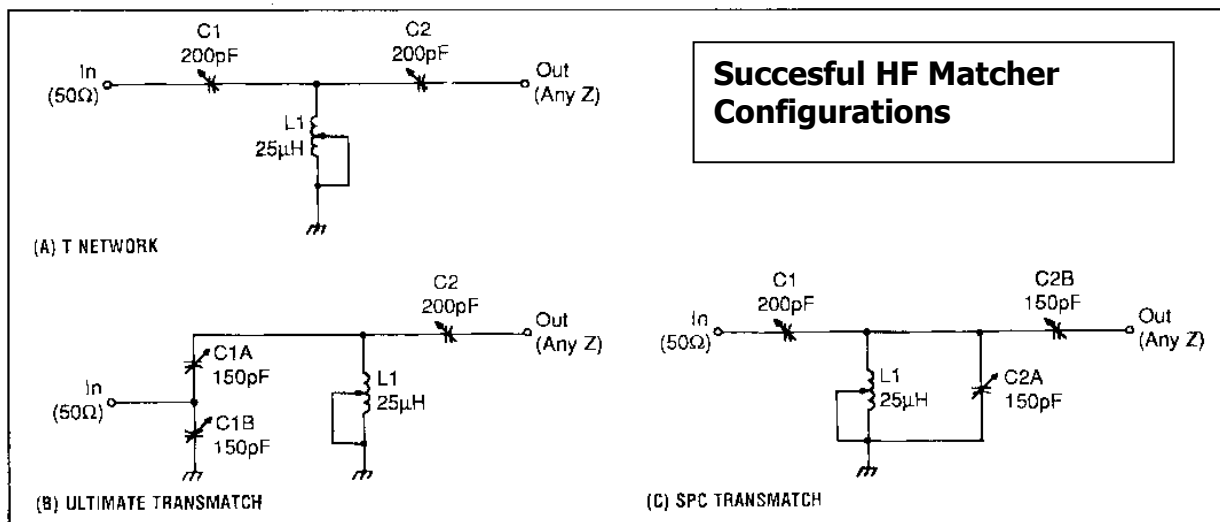 C1
200pF
C2
200pF
In
(50Ω)
Out
(Any Z)
L1
25µH
(A) T NETWORK
Succesful HF Matcher
Configurations
C2
200pF
Out
(Any Z)
C1A
150pF
In
(50Ω)
C1B
150pF
L1
25µH
(B) ULTIMATE TRANSMATCH
C1
200pF
C2B
150pF
In
(50Ω)
Out
(Any Z)
L1
25µH
C2A
150pF
(C) SPC TRANSMATCH